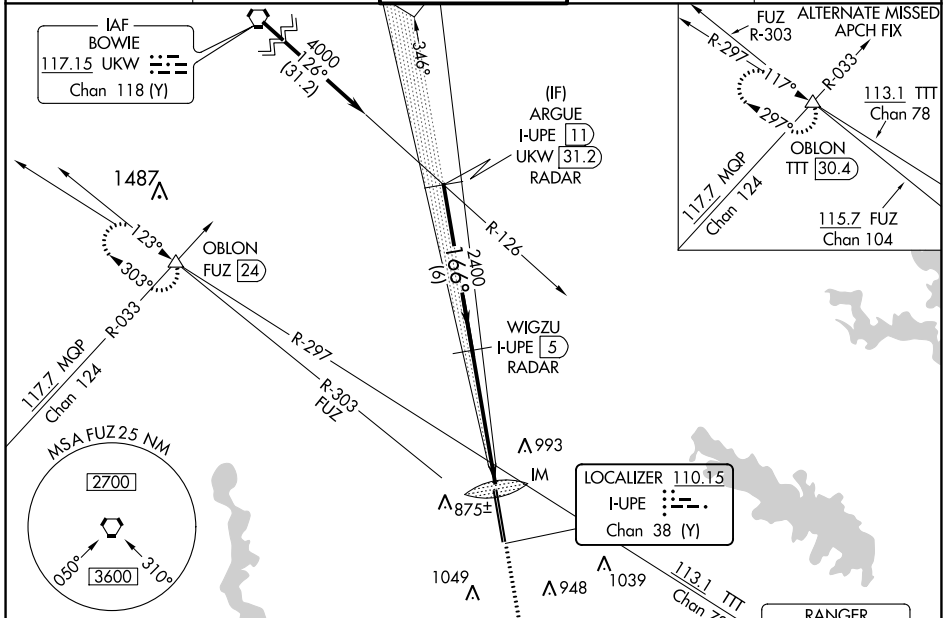 IAF
BOWIE
117.15 UKW
Chan 118 (Y)
4000
126°
(31.2)
346°
(IF)
ARGUE
I-UPE 11
UKW 31.2
RADAR
FUZ
R-303
ALTERNATE MISSED
APCH FIX
R-297
117°
R-033
297°
113.1 TTT
Chan 78
OBLON
TTT 30.4
117.7 MQP
Chan 124
115.7 FUZ
Chan 104
1487
123°
303°
OBLON
FUZ 24
R-033
117.7 MQP
Chan 124
R-126
2400
166°
(6)
WIGZU
I-UPE 5
RADAR
R-297
R-303
FUZ
MSA FUZ 25 NM
2700
050°
310°
3600
993
IM
875±
LOCALIZER 110.15
I-UPE
Chan 38 (Y)
1049
948
1039
113.1 TTT
Chan 78
RANGER